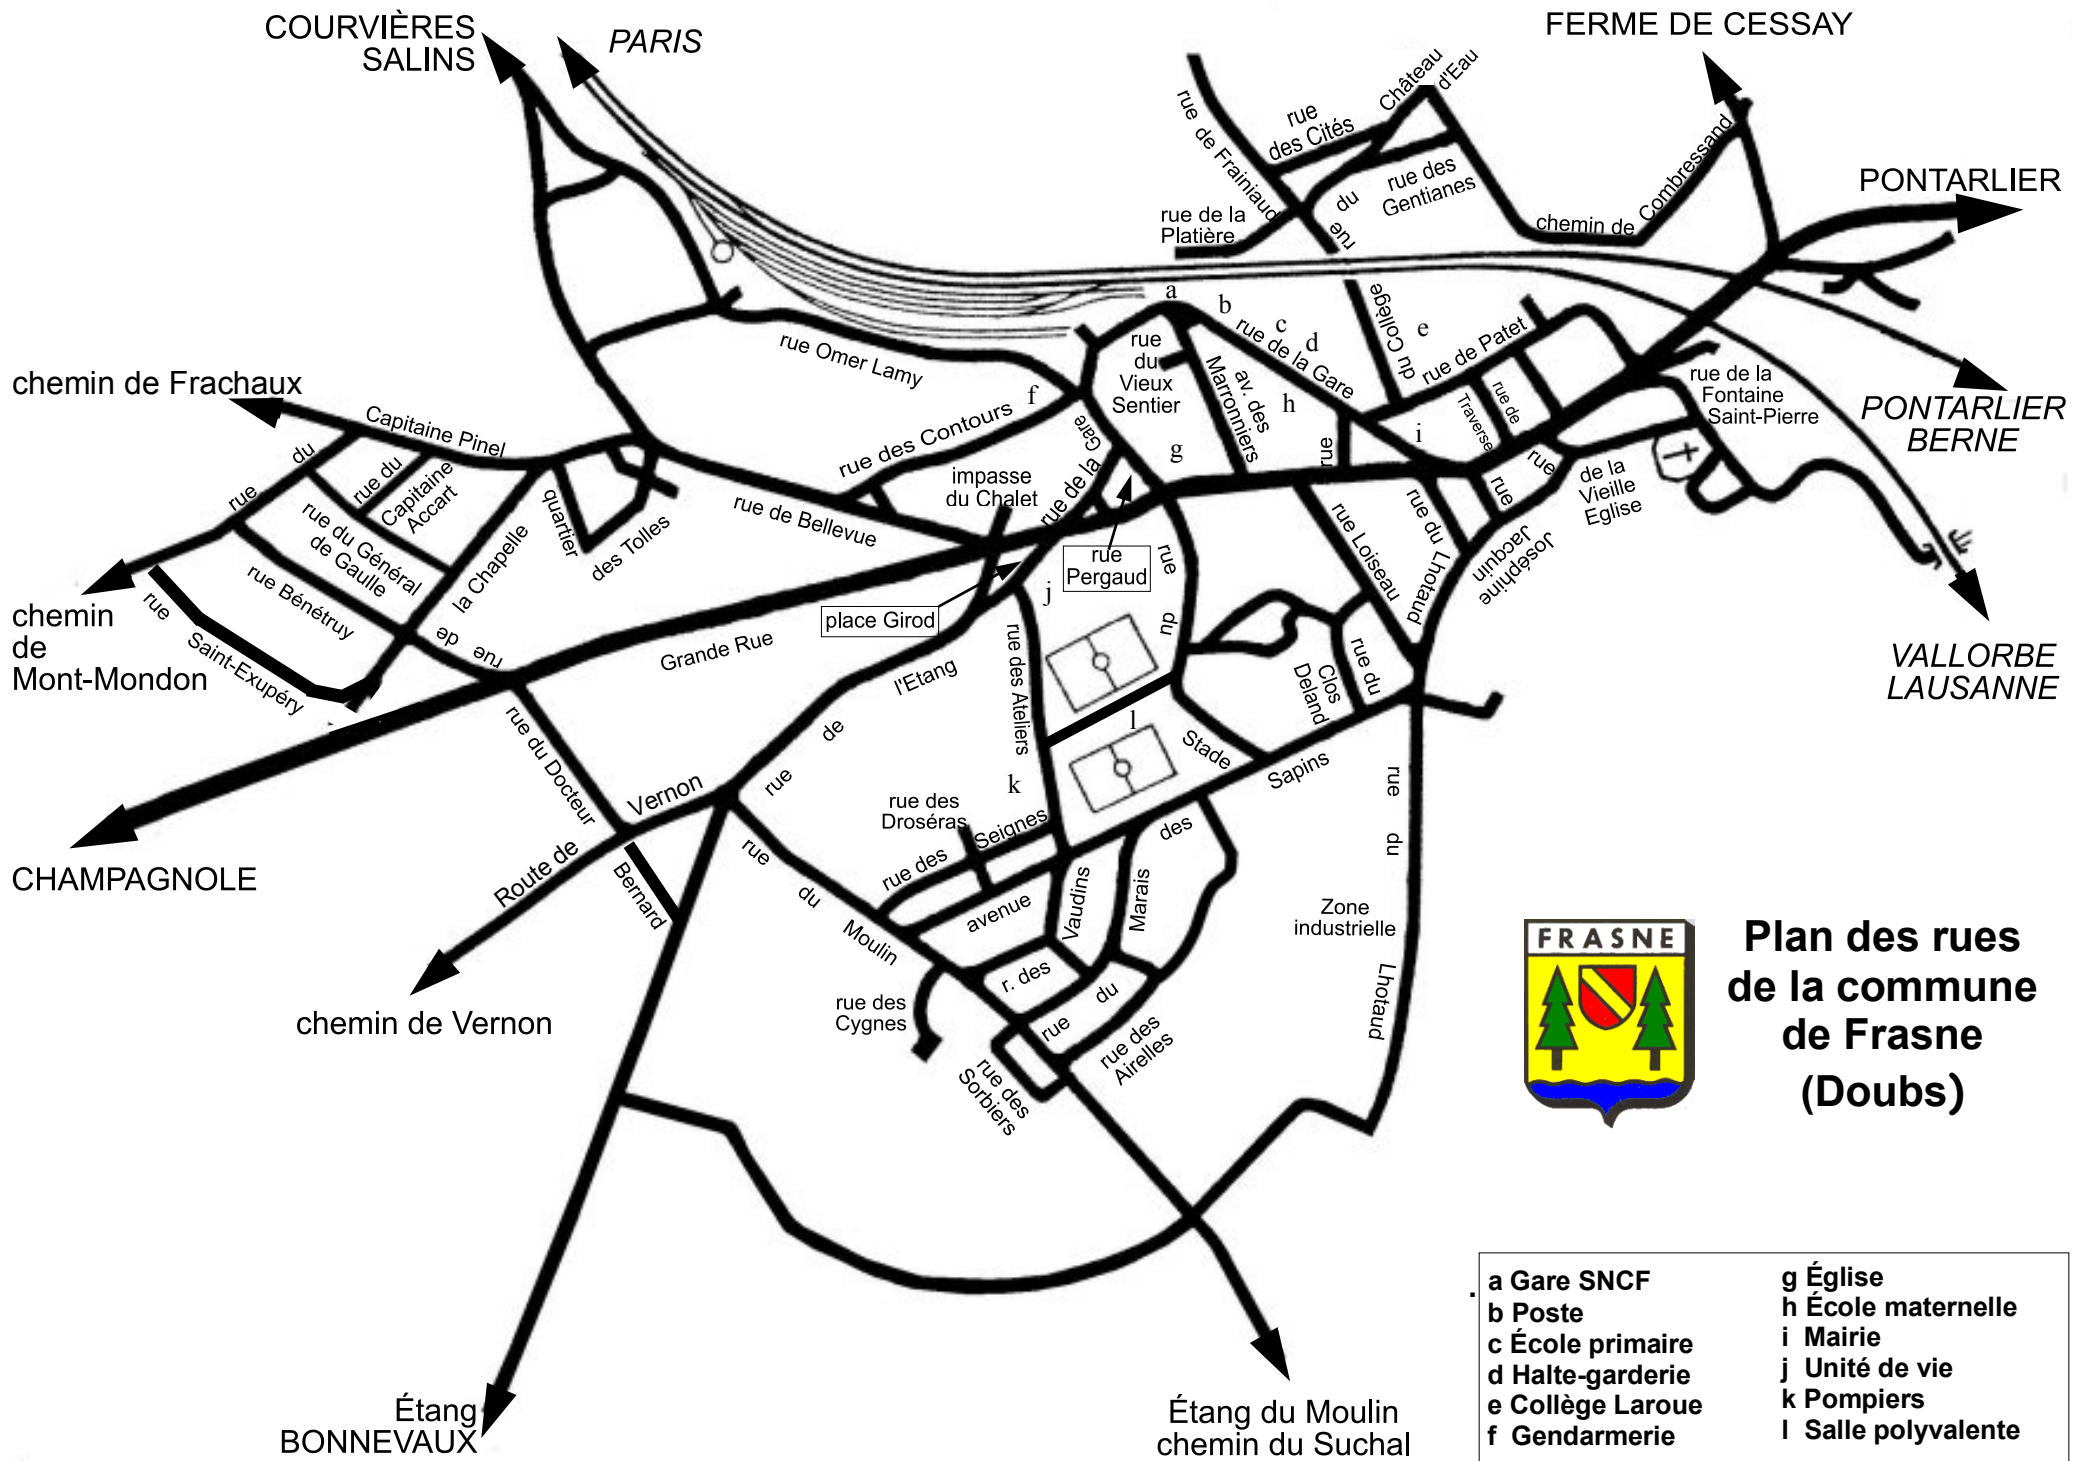 COURVIÈRES
SALINS
PARIS
FERME DE CESSAY
PONTARLIER
PONTARLIER
BERNE
VALLORBE
LAUSANNE
chemin de Frachaux
chemin
de
Mont-Mondon
CHAMPAGNOLE
chemin de Vernon
Étang
BONNEVAUX
Étang du Moulin
chemin du Suchal
rue de Frainiaud
rue
des Cités
rue du Château d'Eau
rue des
Gentianes
rue de la
Platière
chemin de Combressand
rue Omer Lamy
rue des Contours
rue
du
Vieux
Sentier
av. des
Marronniers
rue de la Gare
rue du Collège
rue de Patet
Traverse
rue de
rue de la
Fontaine
Saint-Pierre
rue
rue
de la
Vieille
Eglise
rue
Joséphine
Jacquin
rue du Lhotaud
rue Loiseau
rue de la Gare
impasse
du Chalet
rue
Pergaud
place Girod
rue de Bellevue
Grande Rue
rue du Capitaine Pinel
rue du
Capitaine
Accart
rue du Général
de Gaulle
rue Bénétruy
rue Saint-Exupéry
rue de la Chapelle
quartier
des Tolles
rue du Docteur Bernard
Route de Vernon
rue de l'Etang
rue des Ateliers
rue du Stade
rue du
Clos
Deland
avenue des Sapins
rue des
Droséras
rue des Seignes
rue du Moulin
r. des Vaudins
rue du Marais
rue des
Airelles
rue des
Sorbiers
rue des
Cygnes
Zone
industrielle
rue du Lhotaud
a
b
c
d
e
f
g
h
i
j
k
l
FRASNE
Plan des rues
de la commune
de Frasne
(Doubs)
a Gare SNCF
b Poste
c École primaire
d Halte-garderie
e Collège Laroue
f Gendarmerie
g Église
h École maternelle
i Mairie
j Unité de vie
k Pompiers
l Salle polyvalente